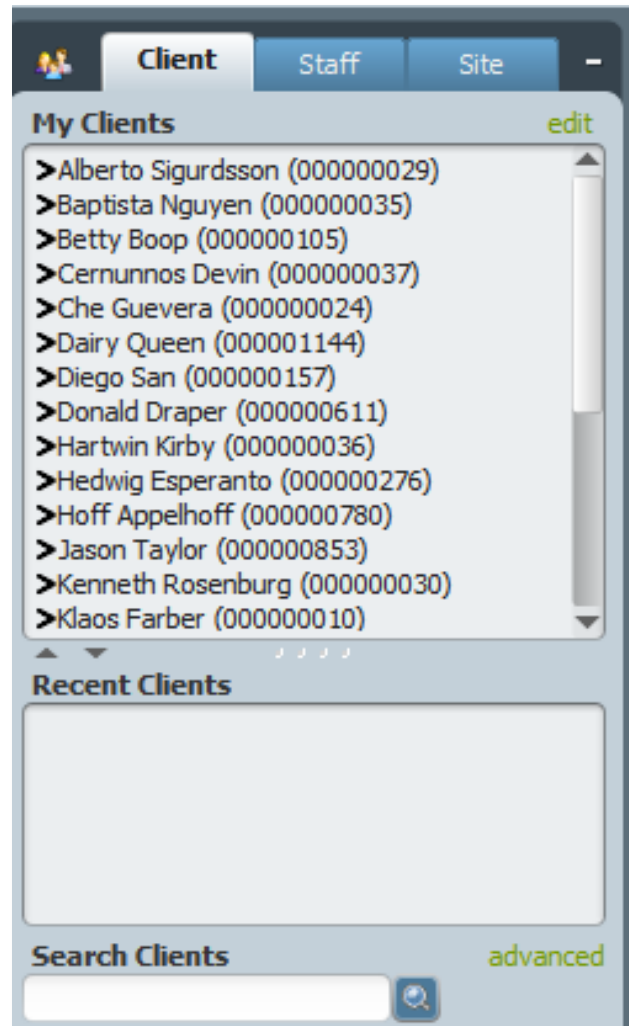 Client Staff Site -
My Clients edit
>Alberto Sigurdsson (000000029)
>Baptista Nguyen (000000035)
>Betty Boop (000000105)
>Cernunnos Devin (000000037)
>Che Guevera (000000024)
>Dairy Queen (000001144)
>Diego San (000000157)
>Donald Draper (000000611)
>Hartwin Kirby (000000036)
>Hedwig Esperanto (000000276)
>Hoff Appelhoff (000000780)
>Jason Taylor (000000853)
>Kenneth Rosenburg (000000030)
>Klaos Farber (000000010)
Recent Clients
Search Clients advanced